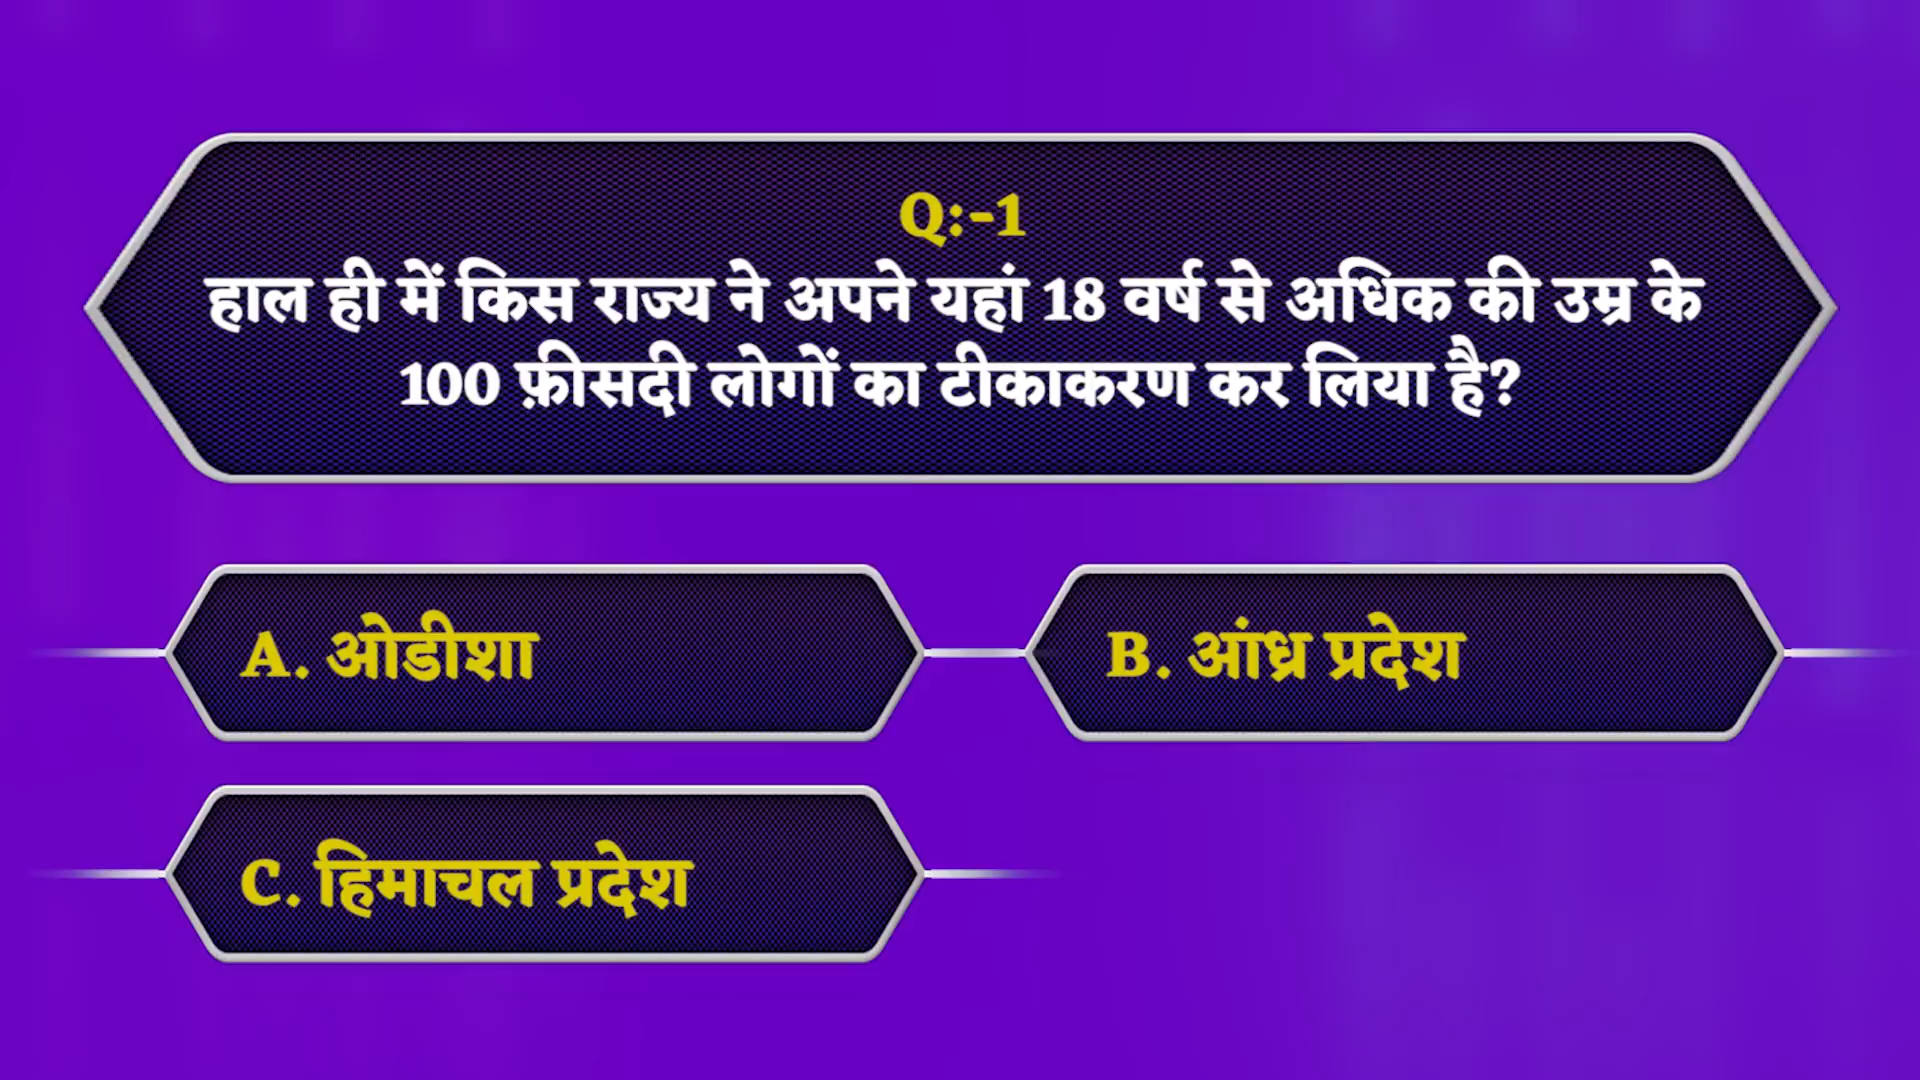 Q:-1
हाल ही में किस राज्य ने अपने यहां 18 वर्ष से अधिक की उम्र के
100 फ़ीसदी लोगों का टीकाकरण कर लिया है?
A. ओडीशा
B. आंध्र प्रदेश
C. हिमाचल प्रदेश